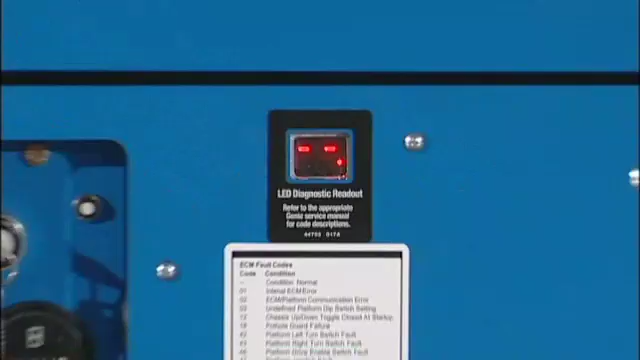 LED Diagnostic Readout
Refer to the appropriate
Genie service manual
for code descriptions.
ECM Fault Codes
Code Condition
-- Condition Normal
01 Internal ECM Error
02 ECM/Platform Communication Error
03 Undefined Platform Dip Switch Setting
12 Chassis Up/Down Toggle Closed At Startup
18 Pothole Guard Failure
42 Platform Left Turn Switch Fault
43 Platform Right Turn Switch Fault
46 Platform Drive Enable Switch Fault